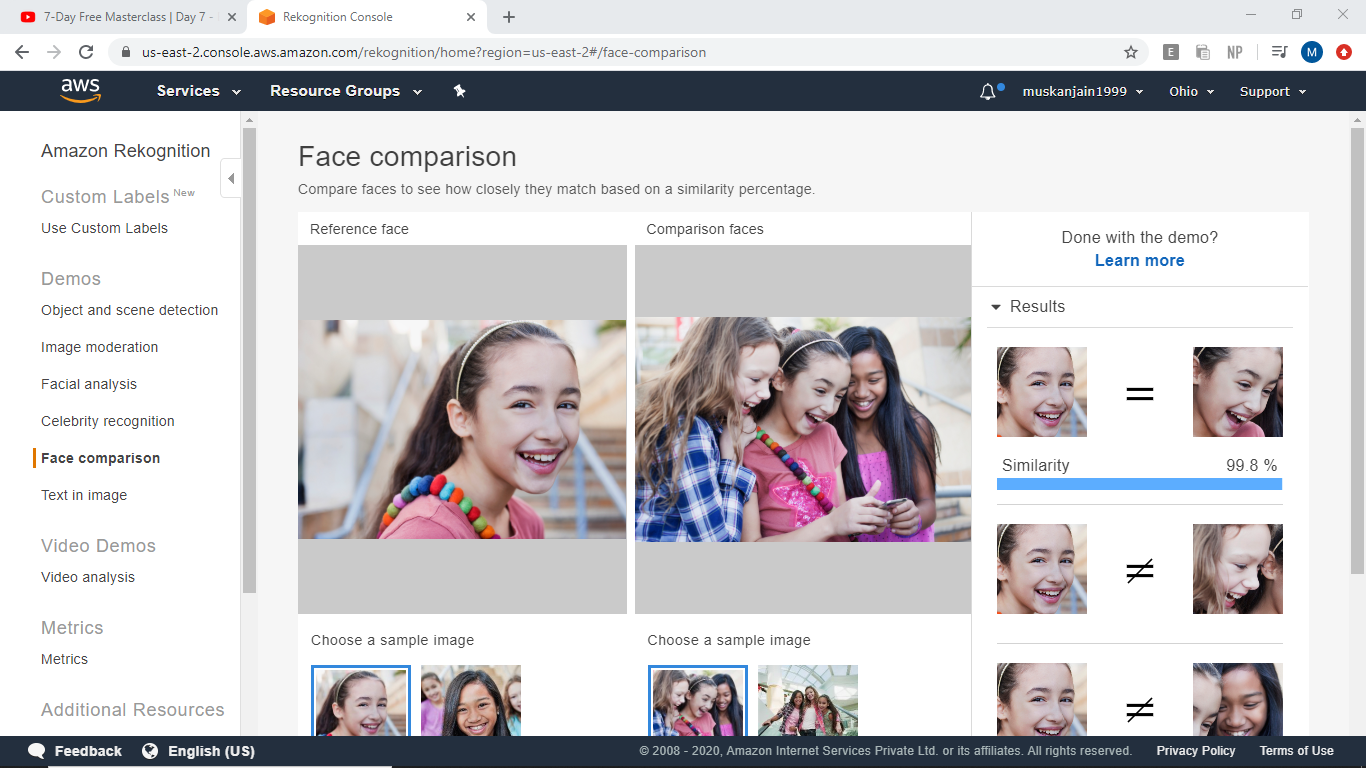 7-Day Free Masterclass | Day 7 -
Rekognition Console
us-east-2.console.aws.amazon.com/rekognition/home?region=us-east-2#/face-comparison
E
NP
M
aws
Services
Resource Groups
muskanjain1999
Ohio
Support
Amazon Rekognition
Custom Labels New
Use Custom Labels
Demos
Object and scene detection
Image moderation
Facial analysis
Celebrity recognition
Face comparison
Text in image
Video Demos
Video analysis
Metrics
Metrics
Additional Resources
Face comparison
Compare faces to see how closely they match based on a similarity percentage.
Reference face
Comparison faces
Choose a sample image
Choose a sample image
Done with the demo?
Learn more
Results
=
Similarity 99.8 %
≠
≠
Feedback
English (US)
© 2008 - 2020, Amazon Internet Services Private Ltd. or its affiliates. All rights reserved.
Privacy Policy
Terms of Use